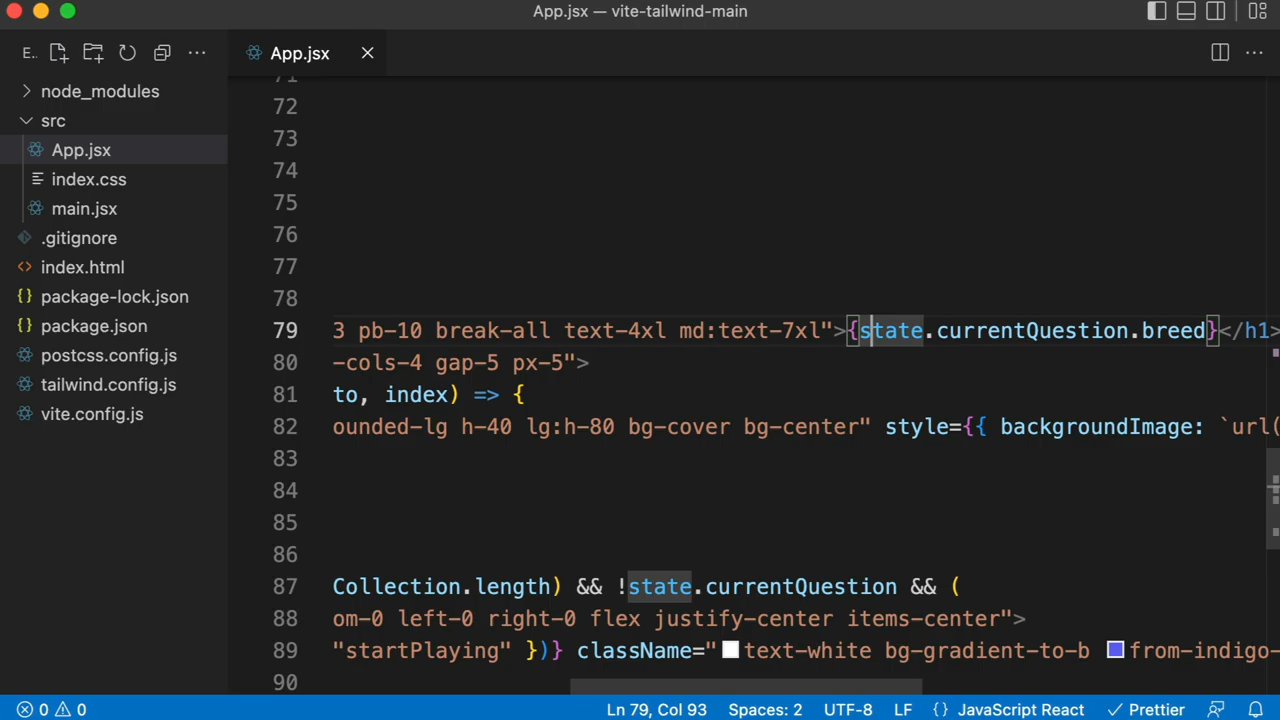 App.jsx — vite-tailwind-main
E..
App.jsx
node_modules
src
App.jsx
index.css
main.jsx
.gitignore
index.html
package-lock.json
package.json
postcss.config.js
tailwind.config.js
vite.config.js
71
72
73
74
75
76
77
78
79 3 pb-10 break-all text-4xl md:text-7xl">{state.currentQuestion.breed}</h1>
80 -cols-4 gap-5 px-5">
81 to, index) => {
82 ounded-lg h-40 lg:h-80 bg-cover bg-center" style={{ backgroundImage: `url(
83
84
85
86
87 Collection.length) && !state.currentQuestion && (
88 om-0 left-0 right-0 flex justify-center items-center">
89 "startPlaying" })} className="text-white bg-gradient-to-b from-indigo-
90
0 0 Ln 79, Col 93 Spaces: 2 UTF-8 LF {} JavaScript React Prettier